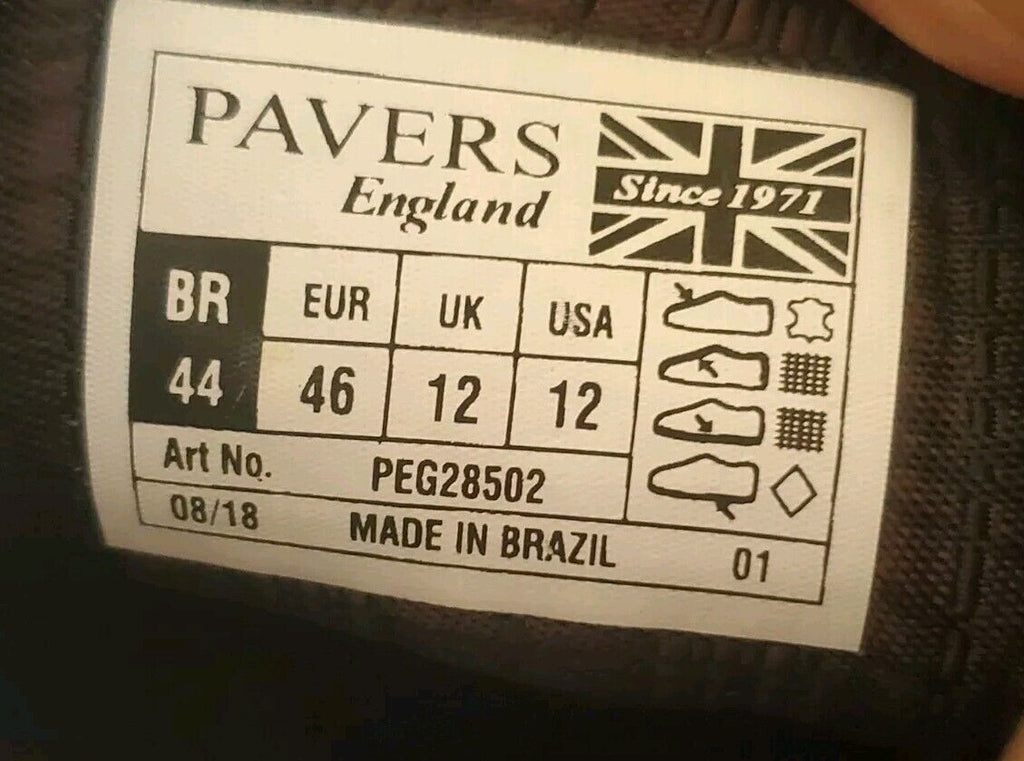 PAVERS
England
Since 1971
BR EUR UK USA
44 46 12 12
Art No. PEG28502
08/18 MADE IN BRAZIL 01